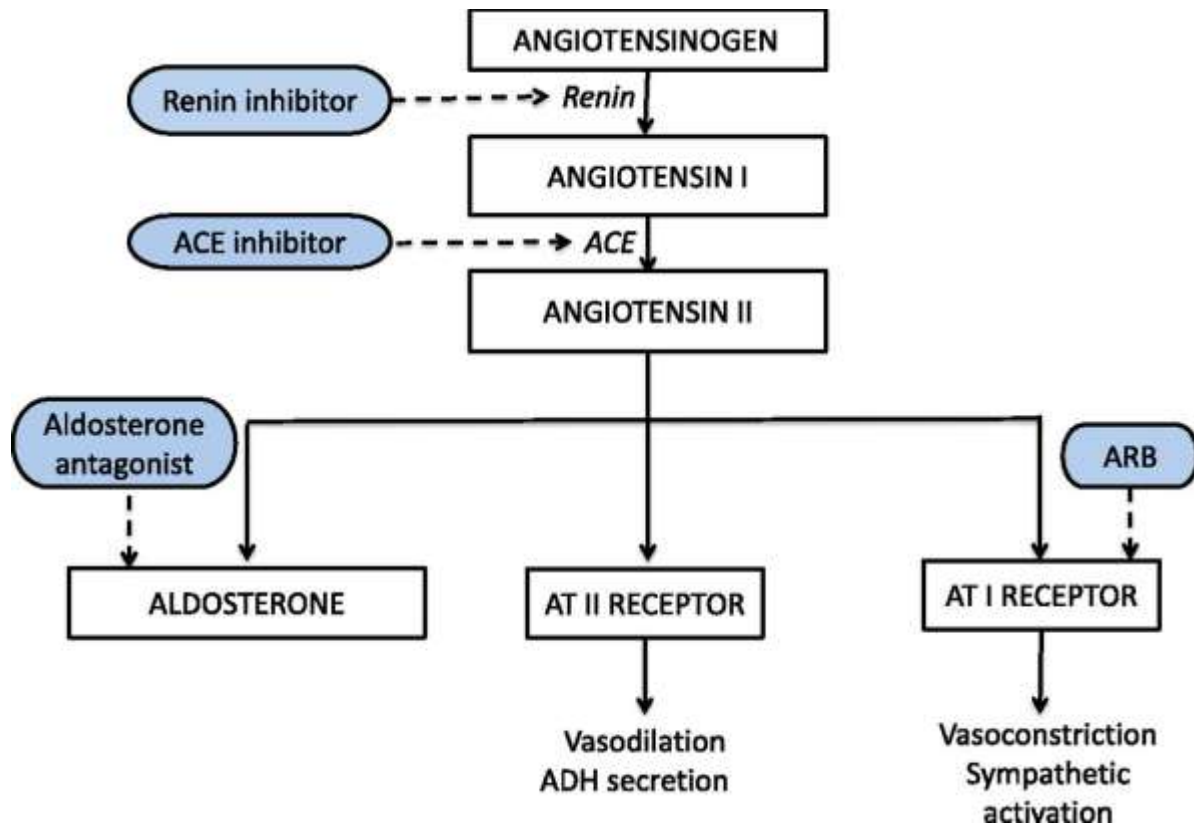 ANGIOTENSINOGEN
Renin inhibitor
Renin
ANGIOTENSIN I
ACE inhibitor
ACE
ANGIOTENSIN II
Aldosterone
antagonist
ARB
ALDOSTERONE
AT II RECEPTOR
AT I RECEPTOR
Vasodilation
ADH secretion
Vasoconstriction
Sympathetic
activation